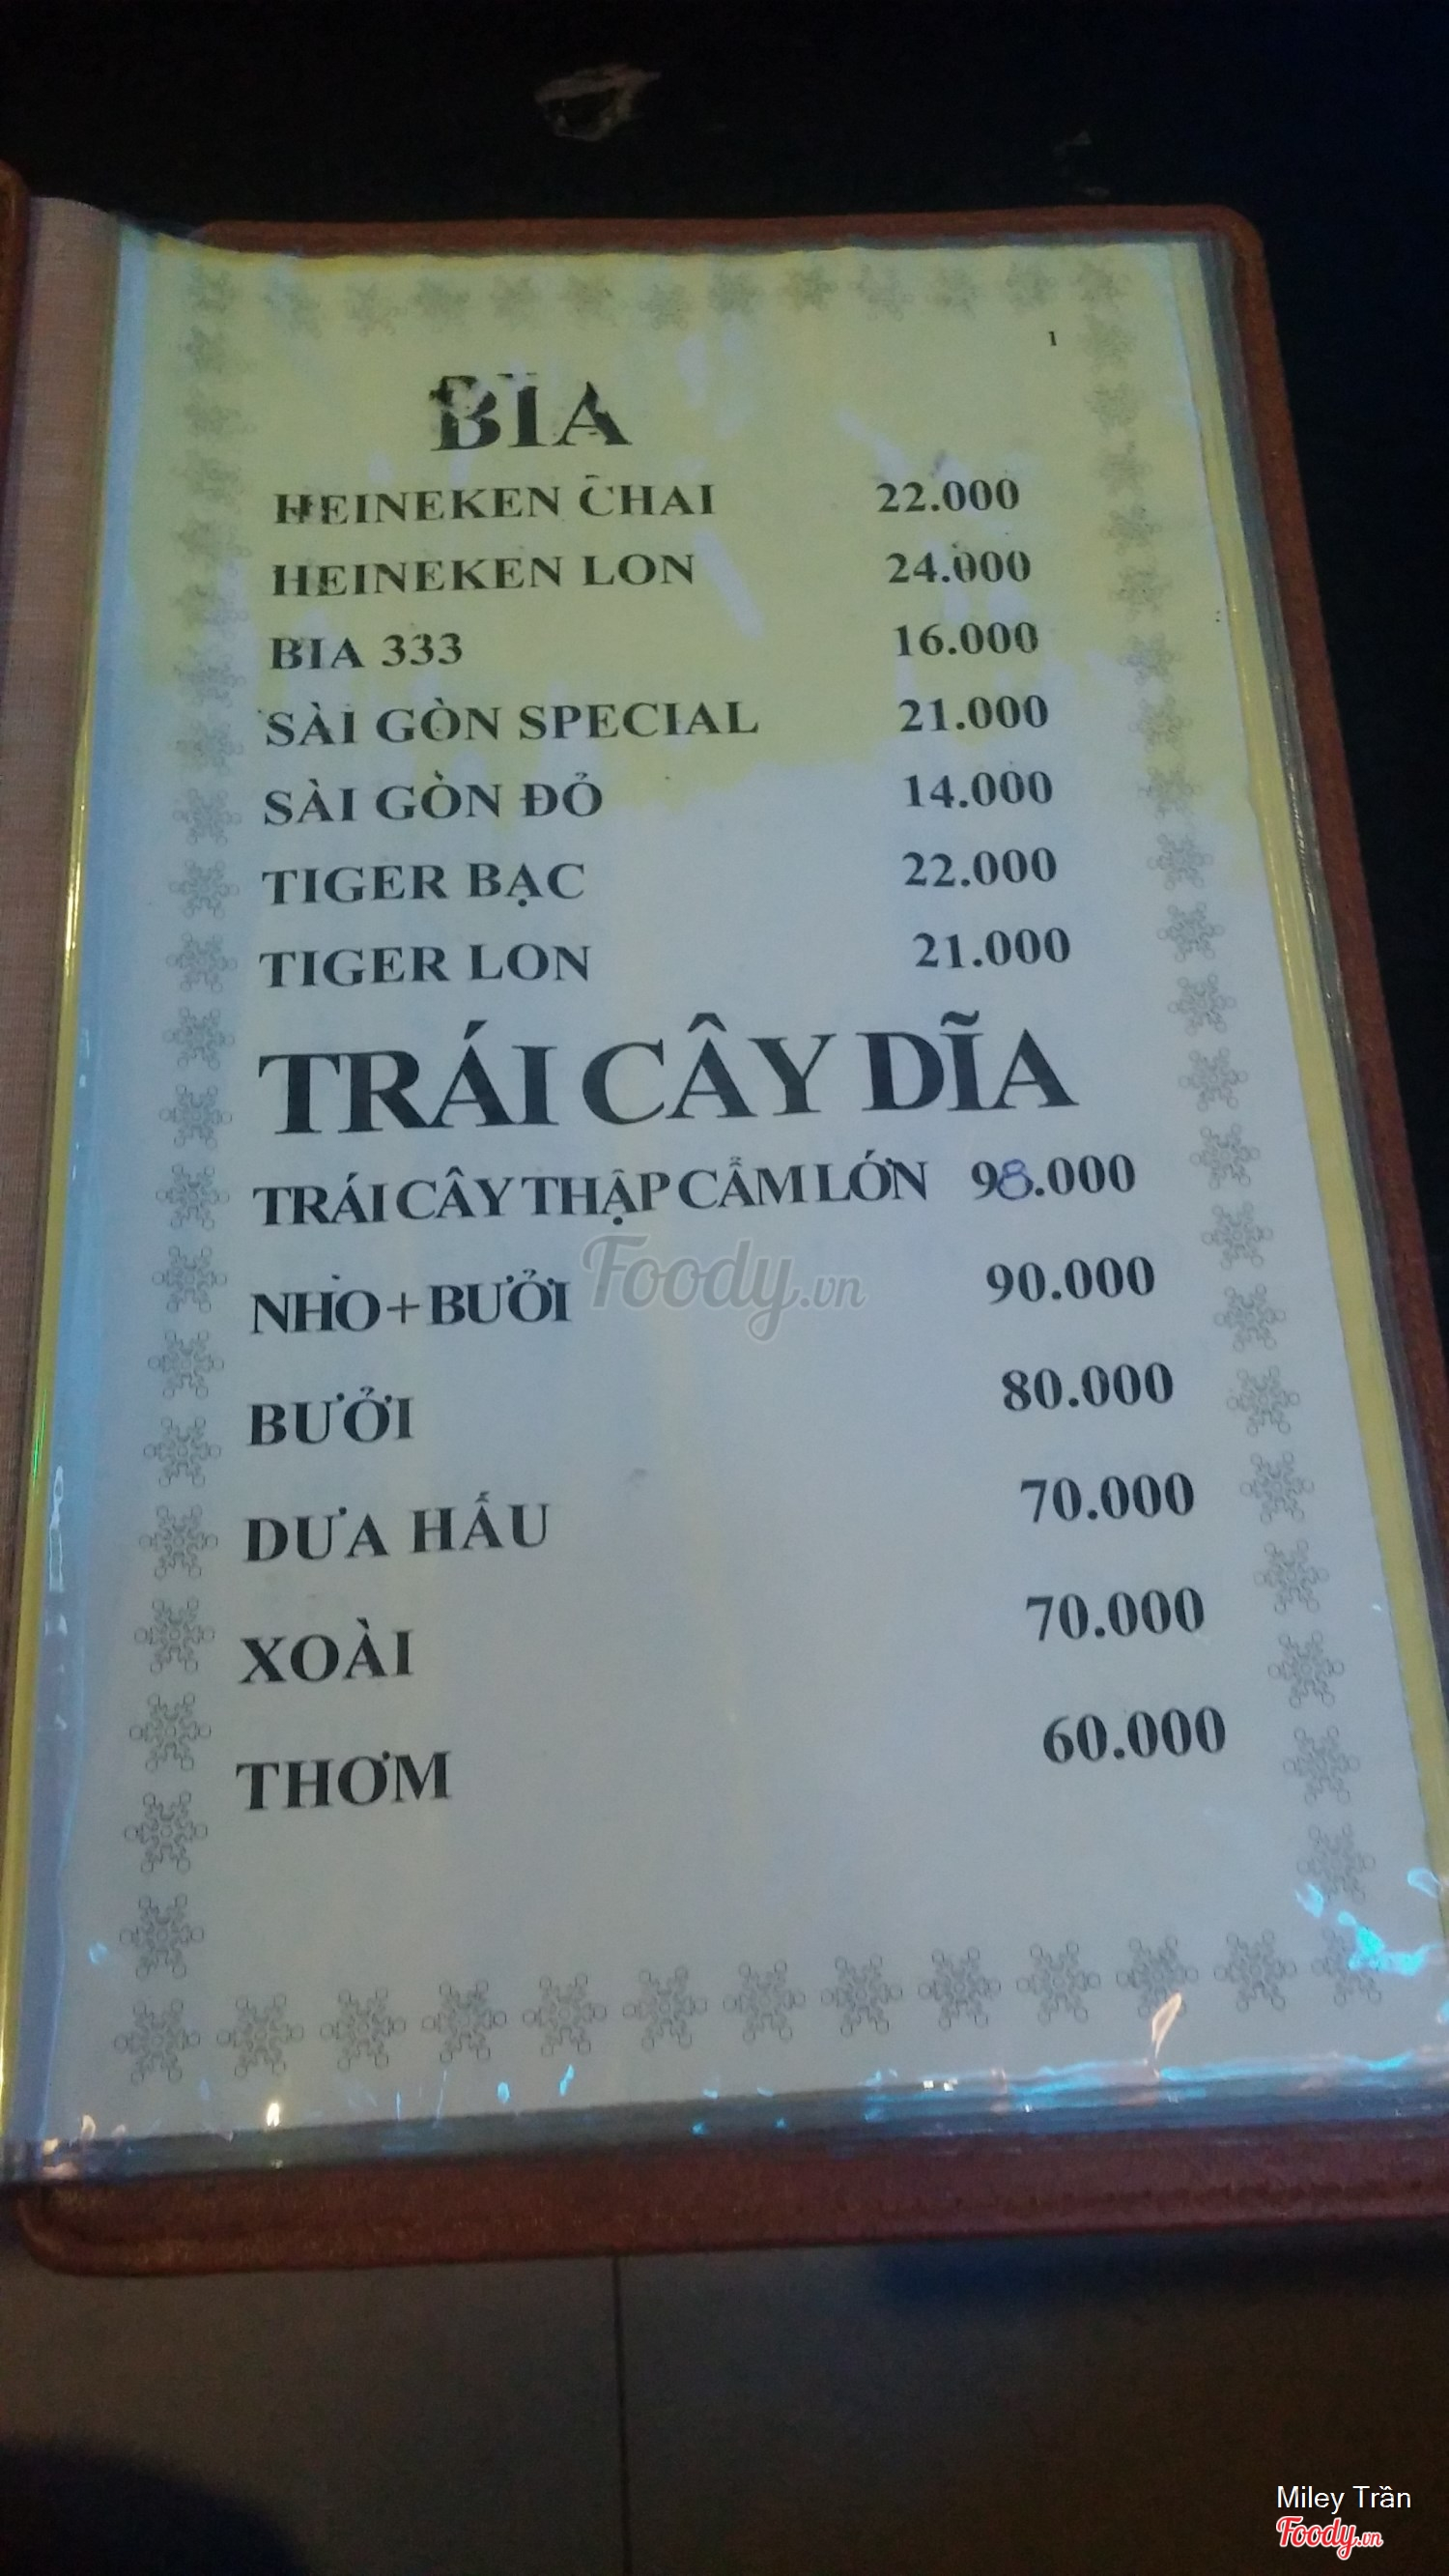 1
BIA
HEINEKEN CHAI 22.000
HEINEKEN LON 24.000
BIA 333 16.000
SÀI GÒN SPECIAL 21.000
SÀI GÒN ĐỎ 14.000
TIGER BẠC 22.000
TIGER LON 21.000
TRÁI CÂY DĨA
TRÁI CÂY THẬP CẨM LỚN 98.000
NHO+BƯỞI 90.000
Foody.vn
BƯỞI 80.000
DƯA HẤU 70.000
XOÀI 70.000
THƠM 60.000
Miley Trần
Foody.vn